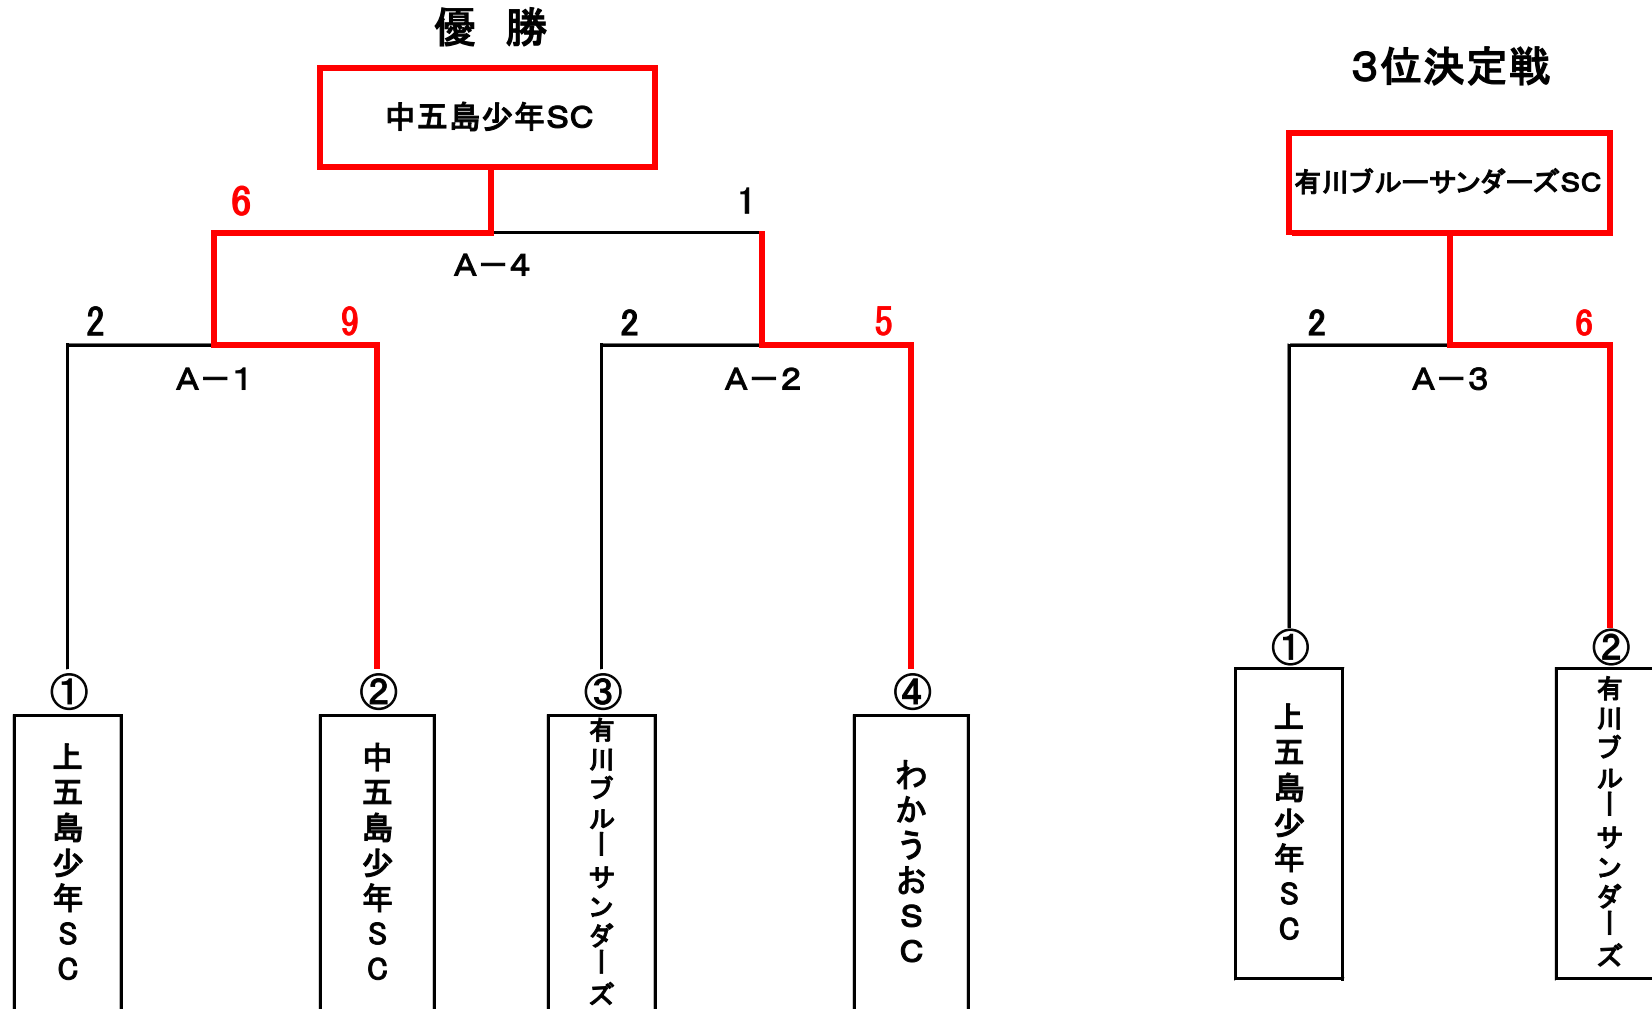 優　勝
３位決定戦
中五島少年SC
有川ブルーサンダーズSC
6
1
A－4
2
9
2
5
2
6
A－1
A－2
A－3
①
②
③
④
①
②
上五島少年SC
中五島少年SC
有川ブルーサンダーズ
わかうおSC
上五島少年SC
有川ブルーサンダーズ